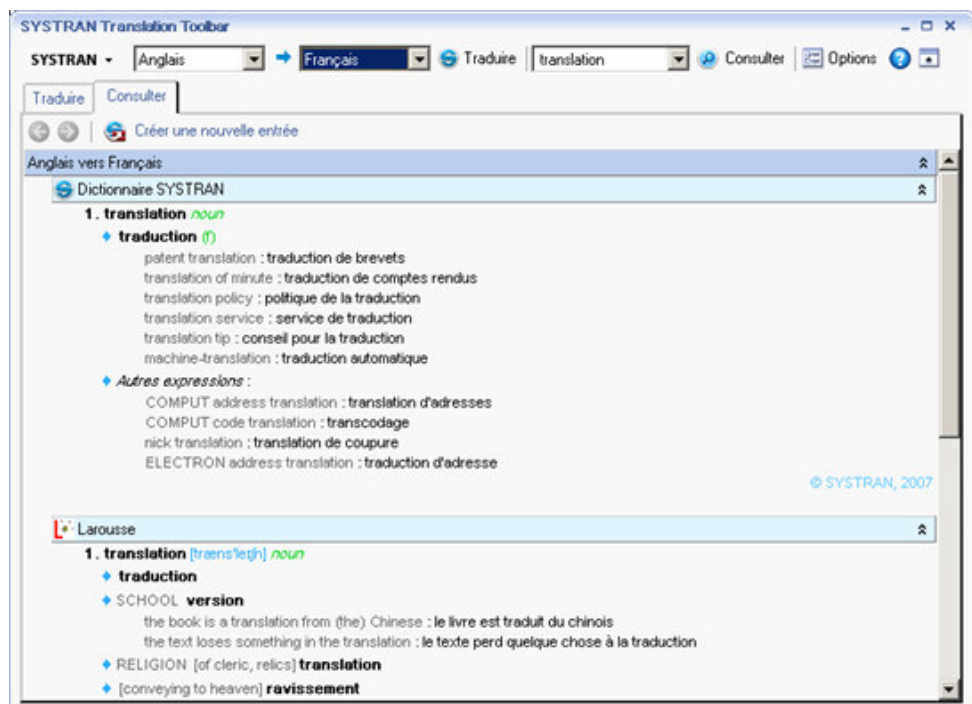 SYSTRAN Translation Toolbar
SYSTRAN Anglais Français Traduire translation Consulter Options
Traduire Consulter
Créer une nouvelle entrée
Anglais vers Français
Dictionnaire SYSTRAN
1. translation noun
traduction (f)
patent translation : traduction de brevets
translation of minute : traduction de comptes rendus
translation policy : politique de la traduction
translation service : service de traduction
translation tip : conseil pour la traduction
machine-translation : traduction automatique
Autres expressions :
COMPUT address translation : translation d'adresses
COMPUT code translation : transcodage
nick translation : translation de coupure
ELECTRON address translation : traduction d'adresse
© SYSTRAN, 2007
Larousse
1. translation noun
traduction
SCHOOL version
the book is a translation from (the) Chinese : le livre est traduit du chinois
the text loses something in the translation : le texte perd quelque chose à la traduction
RELIGION [of cleric, relics] translation
[conveying to heaven] ravissement